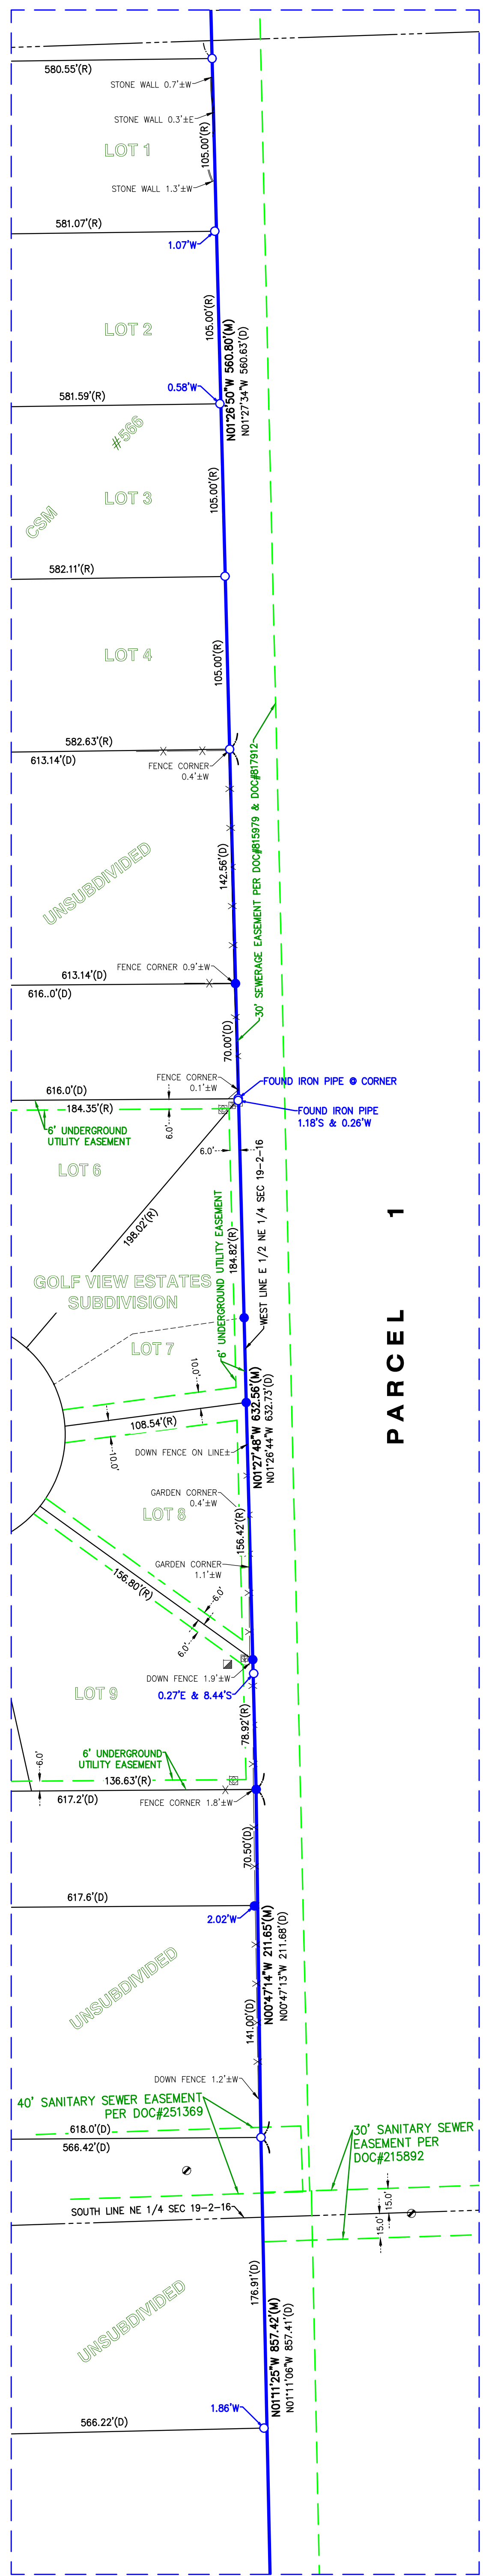 580.55'(R)
STONE WALL 0.7'±W
STONE WALL 0.3'±E
105.00'(R)
LOT 1
STONE WALL 1.3'±W
581.07'(R)
1.07'W
105.00'(R)
LOT 2
N01°26'50"W 560.80'(M)
N01°27'34"W 560.63'(D)
0.58'W
581.59'(R)
#566
CSM
LOT 3
105.00'(R)
582.11'(R)
LOT 4
105.00'(R)
582.63'(R)
613.14'(D)
FENCE CORNER
0.4'±W
30' SEWERAGE EASEMENT PER DOC#815979 & DOC#817912
UNSUBDIVIDED
142.56'(D)
FENCE CORNER 0.9'±W
613.14'(D)
616..0'(D)
70.00'(D)
FENCE CORNER
0.1'±W
FOUND IRON PIPE @ CORNER
616.0'(D)
184.35'(R)
FOUND IRON PIPE
1.18'S & 0.26'W
6' UNDERGROUND
UTILITY EASEMENT
6.0'
6.0'
LOT 6
198.02'(R)
WEST LINE E 1/2 NE 1/4 SEC 19-2-16
184.82'(R)
6' UNDERGROUND UTILITY EASEMENT
GOLF VIEW ESTATES
SUBDIVISION
LOT 7
PARCEL 1
10.0'
108.54'(R)
10.0'
N01°27'48"W 632.56'(M)
N01°26'44"W 632.73'(D)
DOWN FENCE ON LINE±
GARDEN CORNER
0.4'±W
LOT 8
156.42'(R)
GARDEN CORNER
1.1'±W
156.80'(R)
6.0'
6.0'
DOWN FENCE 1.9'±W
0.27'E & 8.44'S
LOT 9
78.92'(R)
6.0'
6' UNDERGROUND
UTILITY EASEMENT
136.63'(R)
617.2'(D)
FENCE CORNER 1.8'±W
70.50'(D)
617.6'(D)
2.02'W
N00°47'14"W 211.65'(M)
N00°47'13"W 211.68'(D)
UNSUBDIVIDED
141.00'(D)
DOWN FENCE 1.2'±W
40' SANITARY SEWER EASEMENT
PER DOC#251369
618.0'(D)
566.42'(D)
30' SANITARY SEWER
EASEMENT PER
DOC#215892
SOUTH LINE NE 1/4 SEC 19-2-16
15.0'
15.0'
176.91'(D)
UNSUBDIVIDED
N01°11'25"W 857.42'(M)
N01°11'06"W 857.41'(D)
1.86'W
566.22'(D)